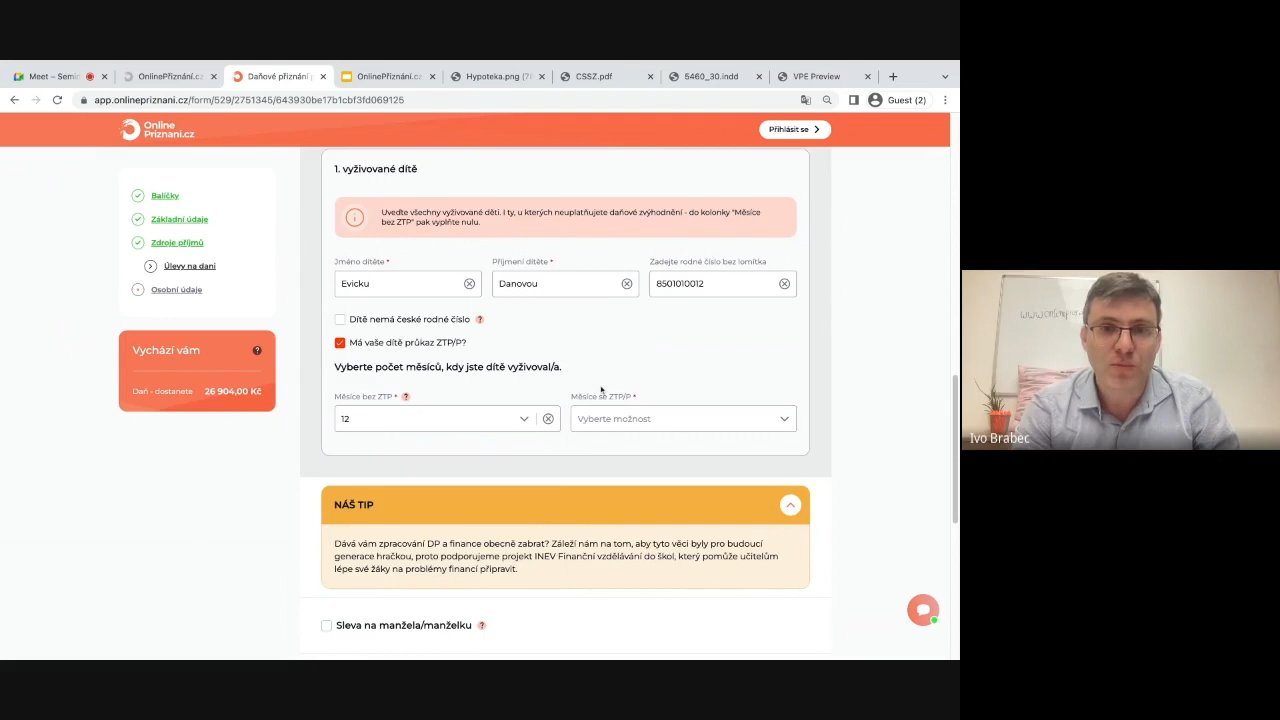 Meet – Semin
OnlinePřiznání.cz
Daňové přiznání p
OnlinePřiznání.cz
Hypoteka.png (7
CSSZ.pdf
5460_30.indd
VPE Preview
app.onlinepriznani.cz/form/529/2751345/643930be17b1cbf3fd069125
Guest (2)
Online
Priznani.cz
Přihlásit se
Balíčky
Základní údaje
Zdroje příjmů
Úlevy na dani
Osobní údaje
Vychází vám
Daň - dostanete 26 904,00 Kč
1. vyživované dítě
Uveďte všechny vyživované děti. I ty, u kterých neuplatňujete daňové zvýhodnění - do kolonky "Měsíce
bez ZTP" pak vyplňte nulu.
Jméno dítěte * Příjmení dítěte * Zadejte rodné číslo bez lomítka
Evicku Danovou 8501010012
Dítě nemá české rodné číslo ?
Má vaše dítě průkaz ZTP/P?
Vyberte počet měsíců, kdy jste dítě vyživoval/a.
Měsíce bez ZTP * ? Měsíce se ZTP/P *
12 Vyberte možnost
NÁŠ TIP
Dává vám zpracování DP a finance obecně zabrat? Záleží nám na tom, aby tyto věci byly pro budoucí
generace hračkou, proto podporujeme projekt INEV Finanční vzdělávání do škol, který pomůže učitelům
lépe své žáky na problémy financí připravit.
Sleva na manžela/manželku ?
Ivo Brabec